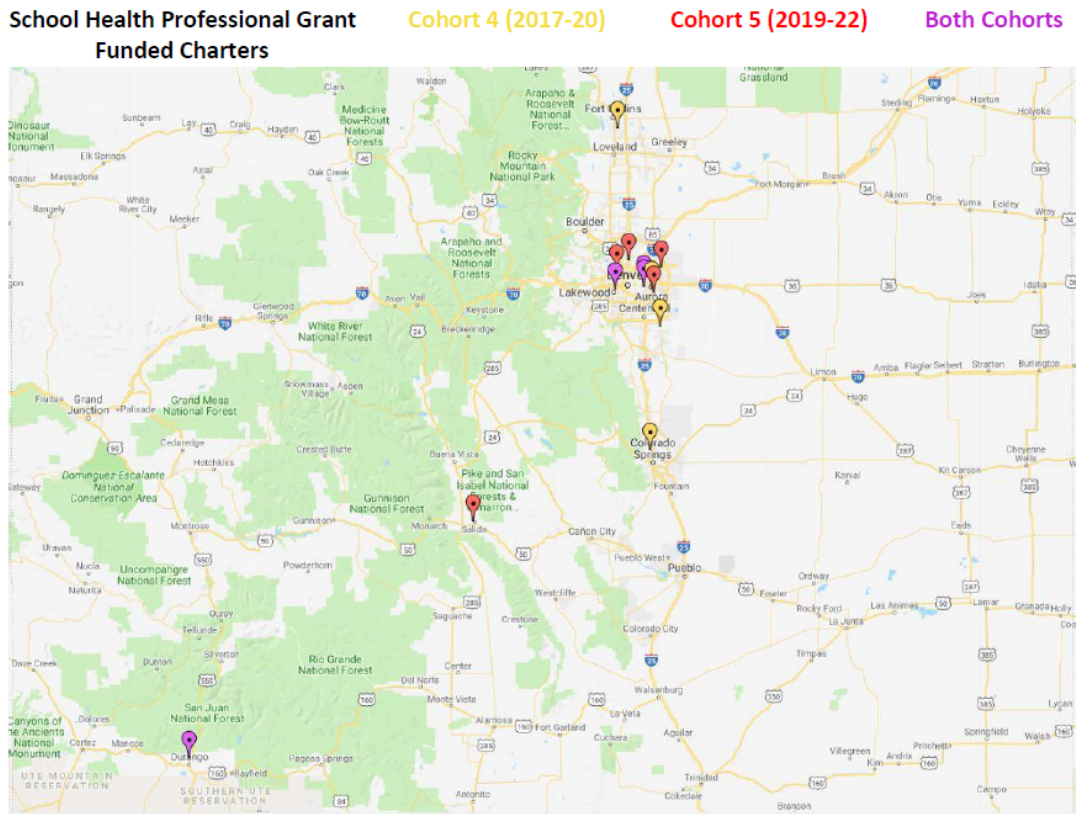 School Health Professional Grant
Funded Charters
Cohort 4 (2017-20)
Cohort 5 (2019-22)
Both Cohorts
National
Grassland
Lakes
Walden
Clark
Arapaho &
Roosevelt
National
Forest...
Fort Collins
Sterling
Fleming
Haxtun
Holyoke
Dinosaur
National
Monument
Sunbeam
Lay
Craig
Hayden
Medicine
Bow-Routt
National
Forests
Elk Springs
Massadona
Axial
Oak Creek
Rocky
Mountain
National Park
Loveland
Greeley
Fort Morgan
Brush
Akron
Otis
Yuma
Eckley
Wray
Rangely
White
River City
Meeker
Boulder
Arapaho and
Roosevelt
National
Forests
Lakewood
Aurora
Joes
Idalia
Rifle
Glenwood
Springs
Avon
Vail
Keystone
Breckenridge
White River
National Forest
Limon
Arriba
Flagler
Seibert
Stratton
Burlington
Hugo
Snowmass
Village
Aspen
Fruita
Grand
Junction
Palisade
Grand Mesa
National Forest
Cedaredge
Hotchkiss
Crested Butte
Buena Vista
Colorado
Springs
Fountain
Karval
Kit Carson
Cheyenne
Wells
Dominguez-Escalante
National
Conservation Area
Gateway
Pike and San
Isabel National
Forests &
Gunnison
National Forest
Montrose
Gunnison
Monarch
Salida
Cañon City
Pueblo West
Pueblo
Eads
Uravan
Nucla
Naturita
Uncompahgre
National Forest
Powderhorn
Ouray
Telluride
Saguache
Westcliffe
Crestone
Colorado City
Fowler
Ordway
Rocky Ford
La Junta
Las Animas
Lamar
Granada
Holly
Dove Creek
Dunton
Silverton
Rio Grande
National Forest
Center
Del Norte
Monte Vista
Alamosa
Fort Garland
La Veta
Walsenburg
Timpas
Canyons of
the Ancients
National
Monument
Dolores
Cortez
Mancos
San Juan
National Forest
Durango
Bayfield
Pagosa Springs
Cuchara
Aguilar
Villegreen
Kim
Andrix
Pritchett
Springfield
Walsh
Lycan
UTE MOUNTAIN
RESERVATION
SOUTHERN UTE
RESERVATION
Antonito
Trinidad
Cokedale
Branson
Campo